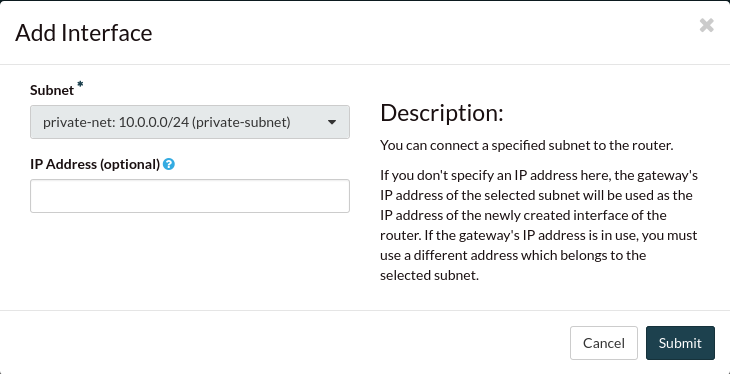 Add Interface
Subnet *
private-net: 10.0.0.0/24 (private-subnet)
IP Address (optional)
Description:
You can connect a specified subnet to the router.
If you don't specify an IP address here, the gateway's
IP address of the selected subnet will be used as the
IP address of the newly created interface of the
router. If the gateway's IP address is in use, you must
use a different address which belongs to the
selected subnet.
Cancel
Submit